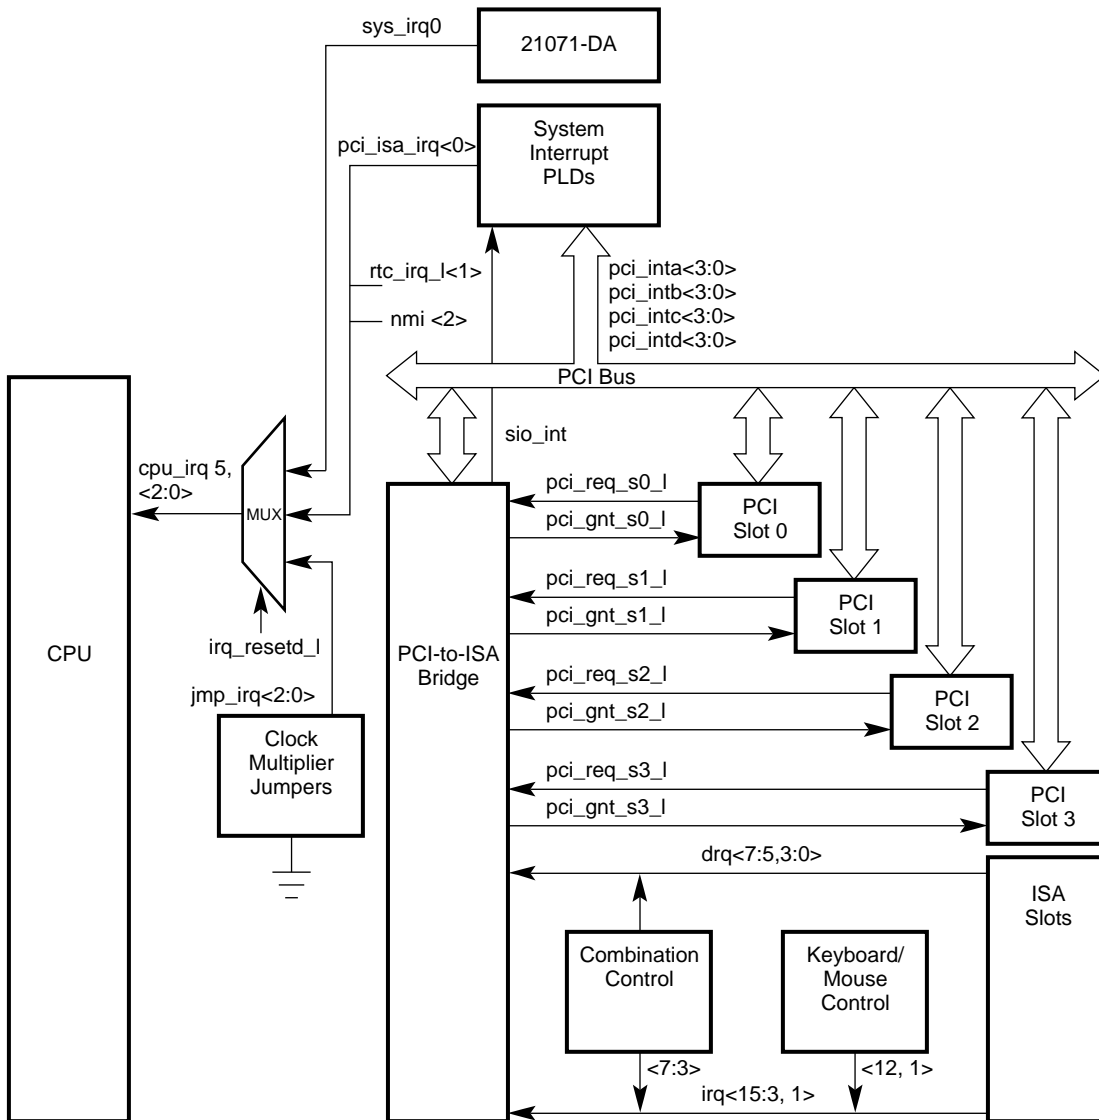 sys_irq0
21071-DA
System
Interrupt
PLDs
pci_isa_irq<0>
rtc_irq_l<1>
nmi <2>
pci_inta<3:0>
pci_intb<3:0>
pci_intc<3:0>
pci_intd<3:0>
PCI Bus
sio_int
cpu_irq 5,
<2:0>
MUX
pci_req_s0_l
pci_gnt_s0_l
PCI
Slot 0
pci_req_s1_l
pci_gnt_s1_l
PCI
Slot 1
irq_resetd_l
CPU
PCI-to-ISA
Bridge
jmp_irq<2:0>
pci_req_s2_l
pci_gnt_s2_l
PCI
Slot 2
Clock
Multiplier
Jumpers
pci_req_s3_l
pci_gnt_s3_l
PCI
Slot 3
drq<7:5,3:0>
ISA
Slots
Combination
Control
Keyboard/
Mouse
Control
<7:3>
<12, 1>
irq<15:3, 1>